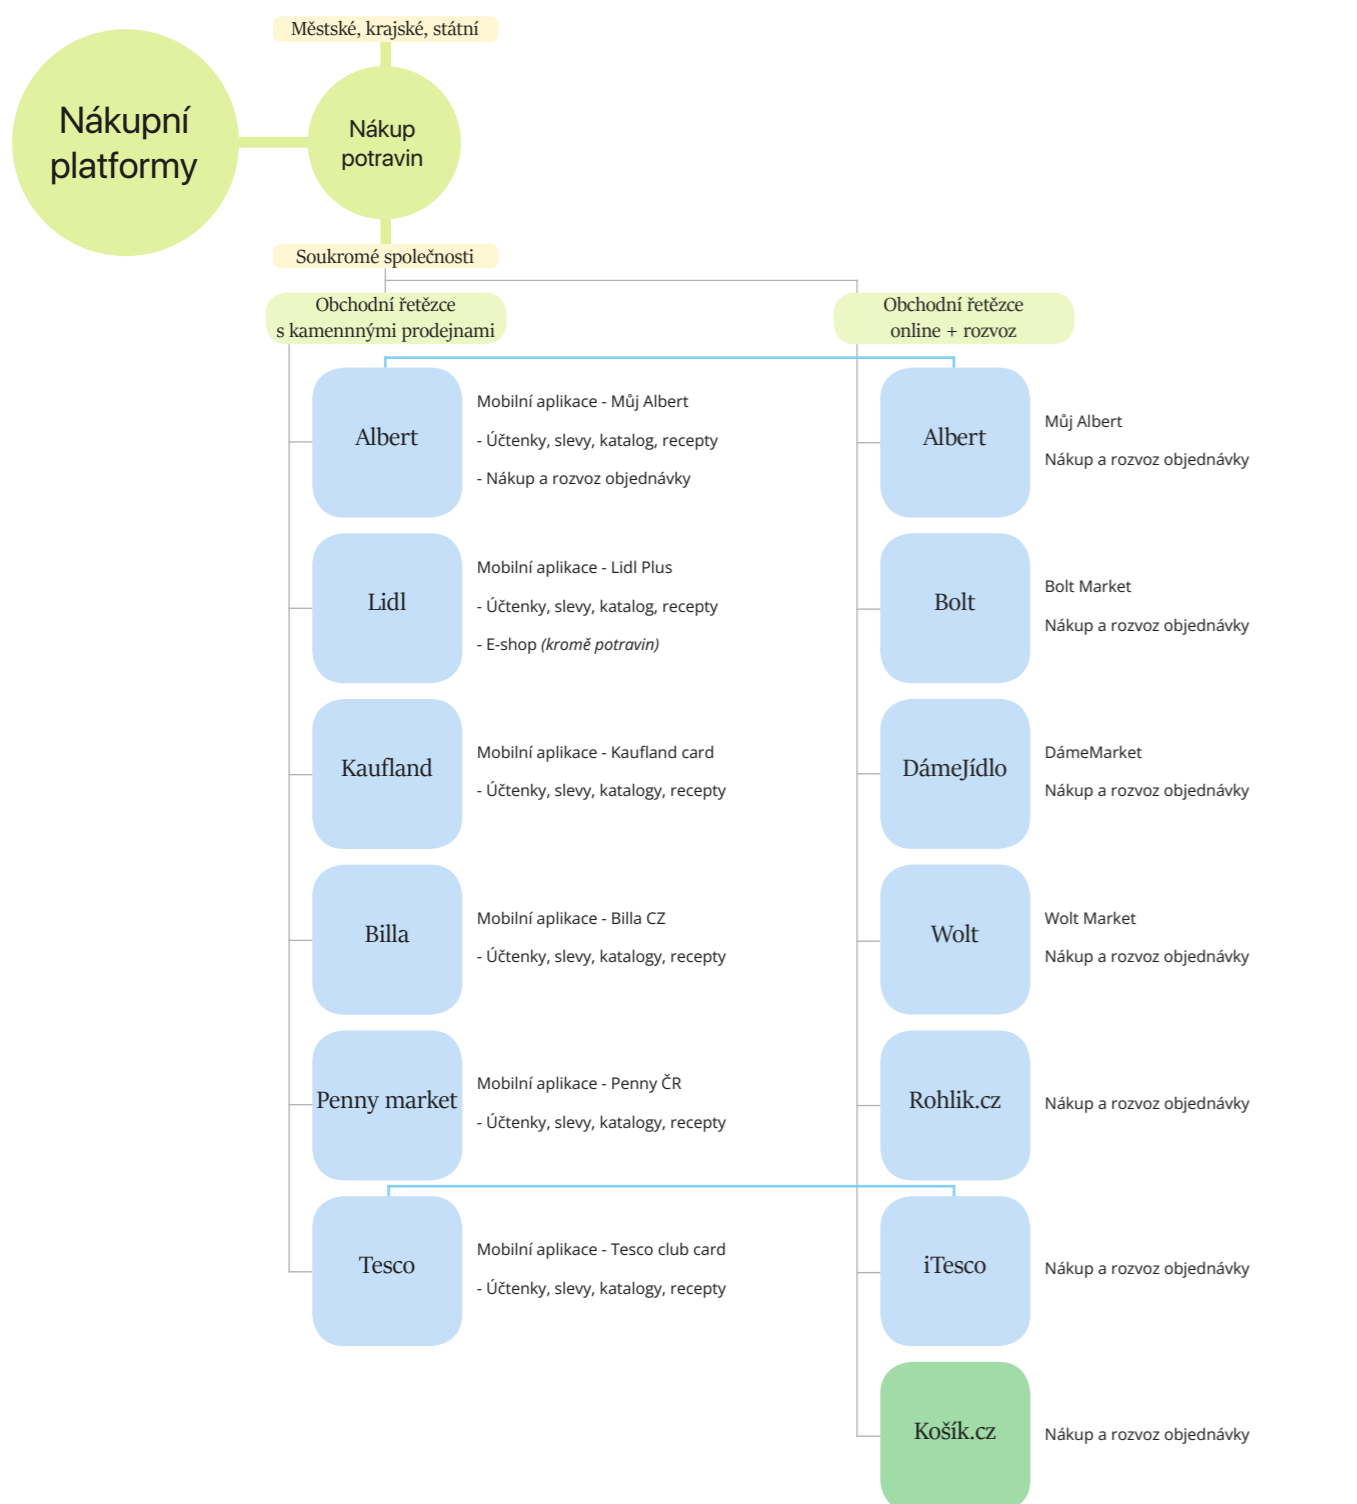 Městské, krajské, státní
Nákupní
platformy
Nákup
potravin
Soukromé společnosti
Obchodní řetězce
s kamennnými prodejnami
Obchodní řetězce
online + rozvoz
Albert
Mobilní aplikace - Můj Albert
- Účtenky, slevy, katalog, recepty
- Nákup a rozvoz objednávky
Albert
Můj Albert
Nákup a rozvoz objednávky
Lidl
Mobilní aplikace - Lidl Plus
- Účtenky, slevy, katalog, recepty
- E-shop (kromě potravin)
Bolt
Bolt Market
Nákup a rozvoz objednávky
Kaufland
Mobilní aplikace - Kaufland card
- Účtenky, slevy, katalogy, recepty
DámeJídlo
DámeMarket
Nákup a rozvoz objednávky
Billa
Mobilní aplikace - Billa CZ
- Účtenky, slevy, katalogy, recepty
Wolt
Wolt Market
Nákup a rozvoz objednávky
Penny market
Mobilní aplikace - Penny ČR
- Účtenky, slevy, katalogy, recepty
Rohlik.cz
Nákup a rozvoz objednávky
Tesco
Mobilní aplikace - Tesco club card
- Účtenky, slevy, katalogy, recepty
iTesco
Nákup a rozvoz objednávky
Košík.cz
Nákup a rozvoz objednávky